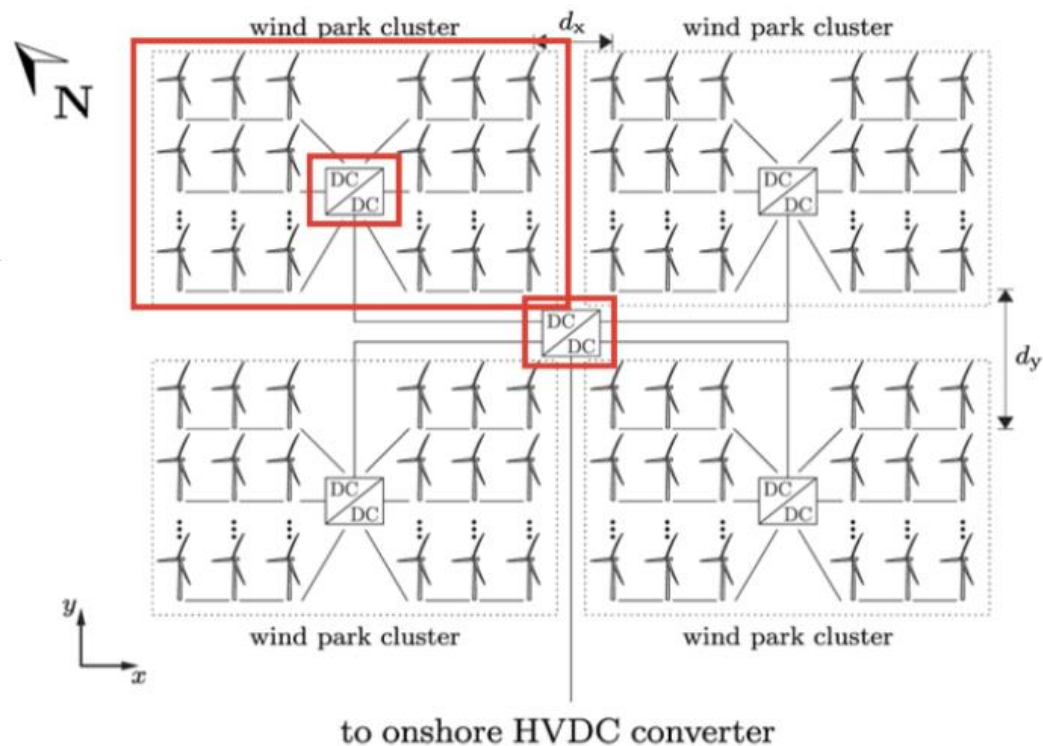 wind park cluster
dx
wind park cluster
N
DC
DC
DC
DC
DC
DC
dy
DC
DC
DC
DC
y
x
wind park cluster
wind park cluster
to onshore HVDC converter